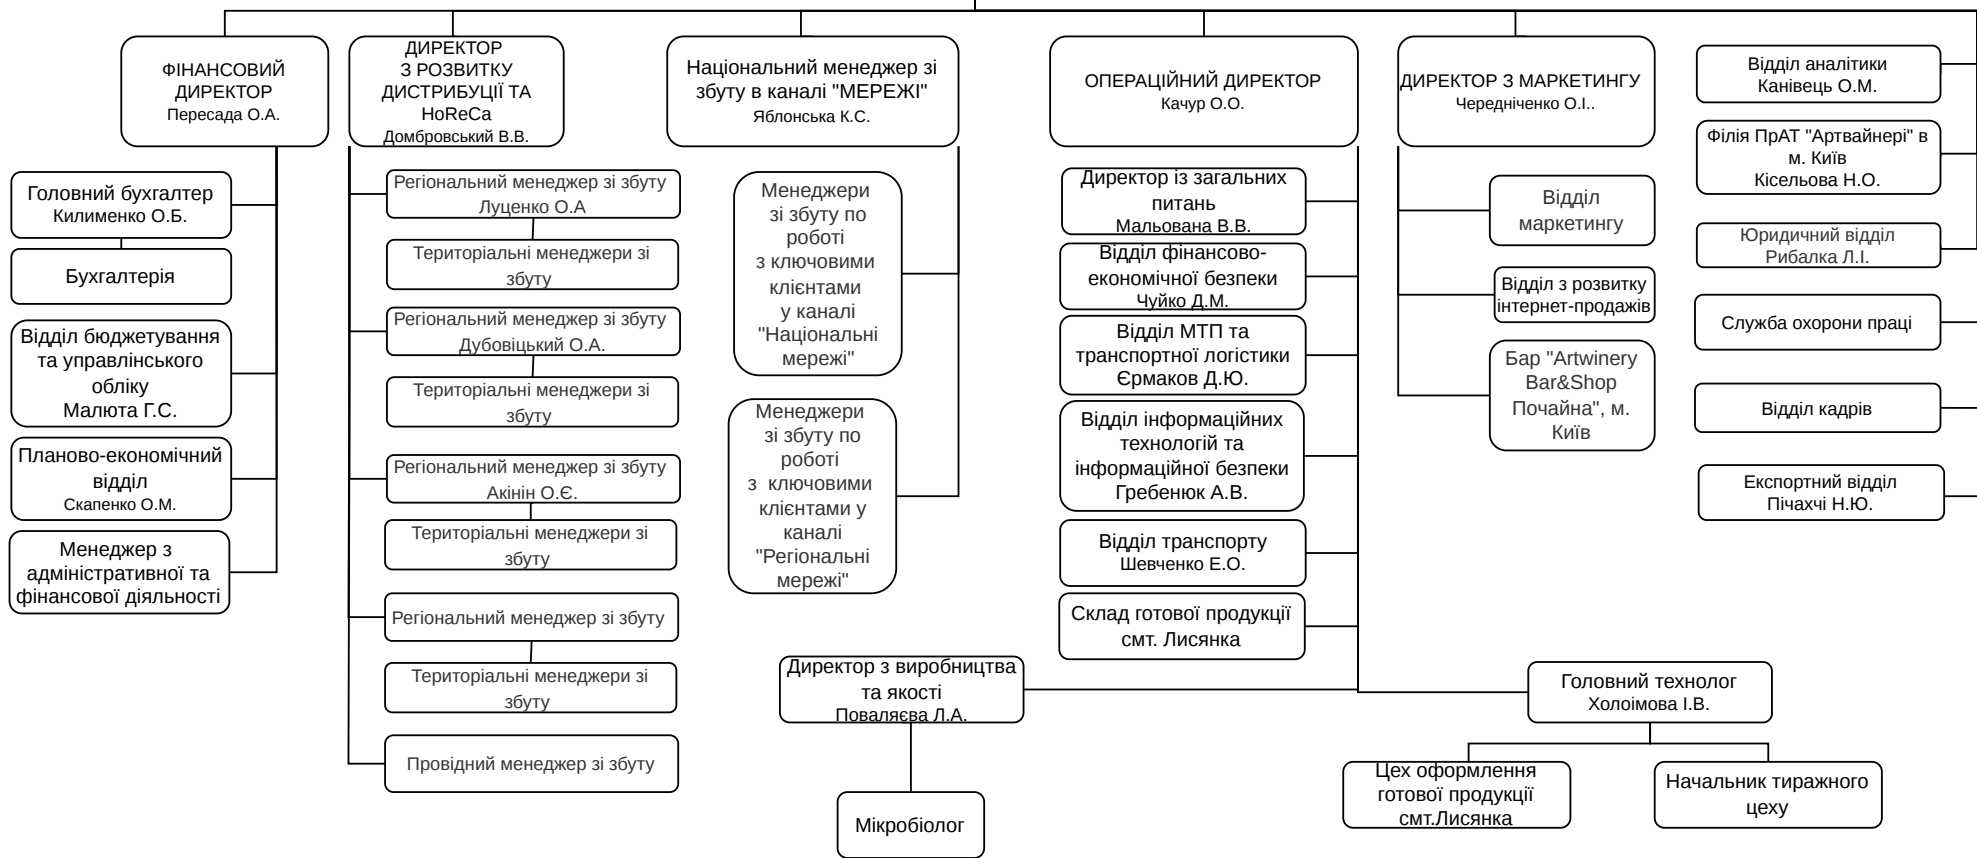 ФІНАНСОВИЙ
ДИРЕКТОР
Пересада О.А.
Головний бухгалтер
Килименко О.Б.
Бухгалтерія
Відділ бюджетування
та управлінського
обліку
Малюта Г.С.
Планово-економічний
відділ
Скапенко О.М.
Менеджер з
адміністративної та
фінансової діяльності
ДИРЕКТОР
З РОЗВИТКУ
ДИСТРИБУЦІЇ ТА
HoReCa
Домбровський В.В.
Регіональний менеджер зі збуту
Луценко О.А
Територіальні менеджери зі
збуту
Регіональний менеджер зі збуту
Дубовіцький О.А.
Територіальні менеджери зі
збуту
Регіональний менеджер зі збуту
Акінін О.Є.
Територіальні менеджери зі
збуту
Регіональний менеджер зі збуту
Територіальні менеджери зі
збуту
Провідний менеджер зі збуту
Національний менеджер зі
збуту в каналі "МЕРЕЖІ"
Яблонська К.С.
Менеджери
зі збуту по
роботі
з ключовими
клієнтами
у каналі
"Національні
мережі"
Менеджери
зі збуту по
роботі
з ключовими
клієнтами у
каналі
"Регіональні
мережі"
ОПЕРАЦІЙНИЙ ДИРЕКТОР
Качур О.О.
Директор із загальних
питань
Мальована В.В.
Відділ фінансово-
економічної безпеки
Чуйко Д.М.
Відділ МТП та
транспортної логістики
Єрмаков Д.Ю.
Відділ інформаційних
технологій та
інформаційної безпеки
Гребенюк А.В.
Відділ транспорту
Шевченко Е.О.
Склад готової продукції
смт. Лисянка
Директор з виробництва
та якості
Поваляєва Л.А.
Мікробіолог
Головний технолог
Холоімова І.В.
Цех оформлення
готової продукції
смт.Лисянка
Начальник тиражного
цеху
ДИРЕКТОР З МАРКЕТИНГУ
Чередніченко О.І..
Відділ
маркетингу
Відділ з розвитку
інтернет-продажів
Бар "Artwinery
Bar&Shop
Почайна", м.
Київ
Відділ аналітики
Канівець О.М.
Філія ПрАТ "Артвайнері" в
м. Київ
Кісельова Н.О.
Юридичний відділ
Рибалка Л.І.
Служба охорони праці
Відділ кадрів
Експортний відділ
Пічахчі Н.Ю.